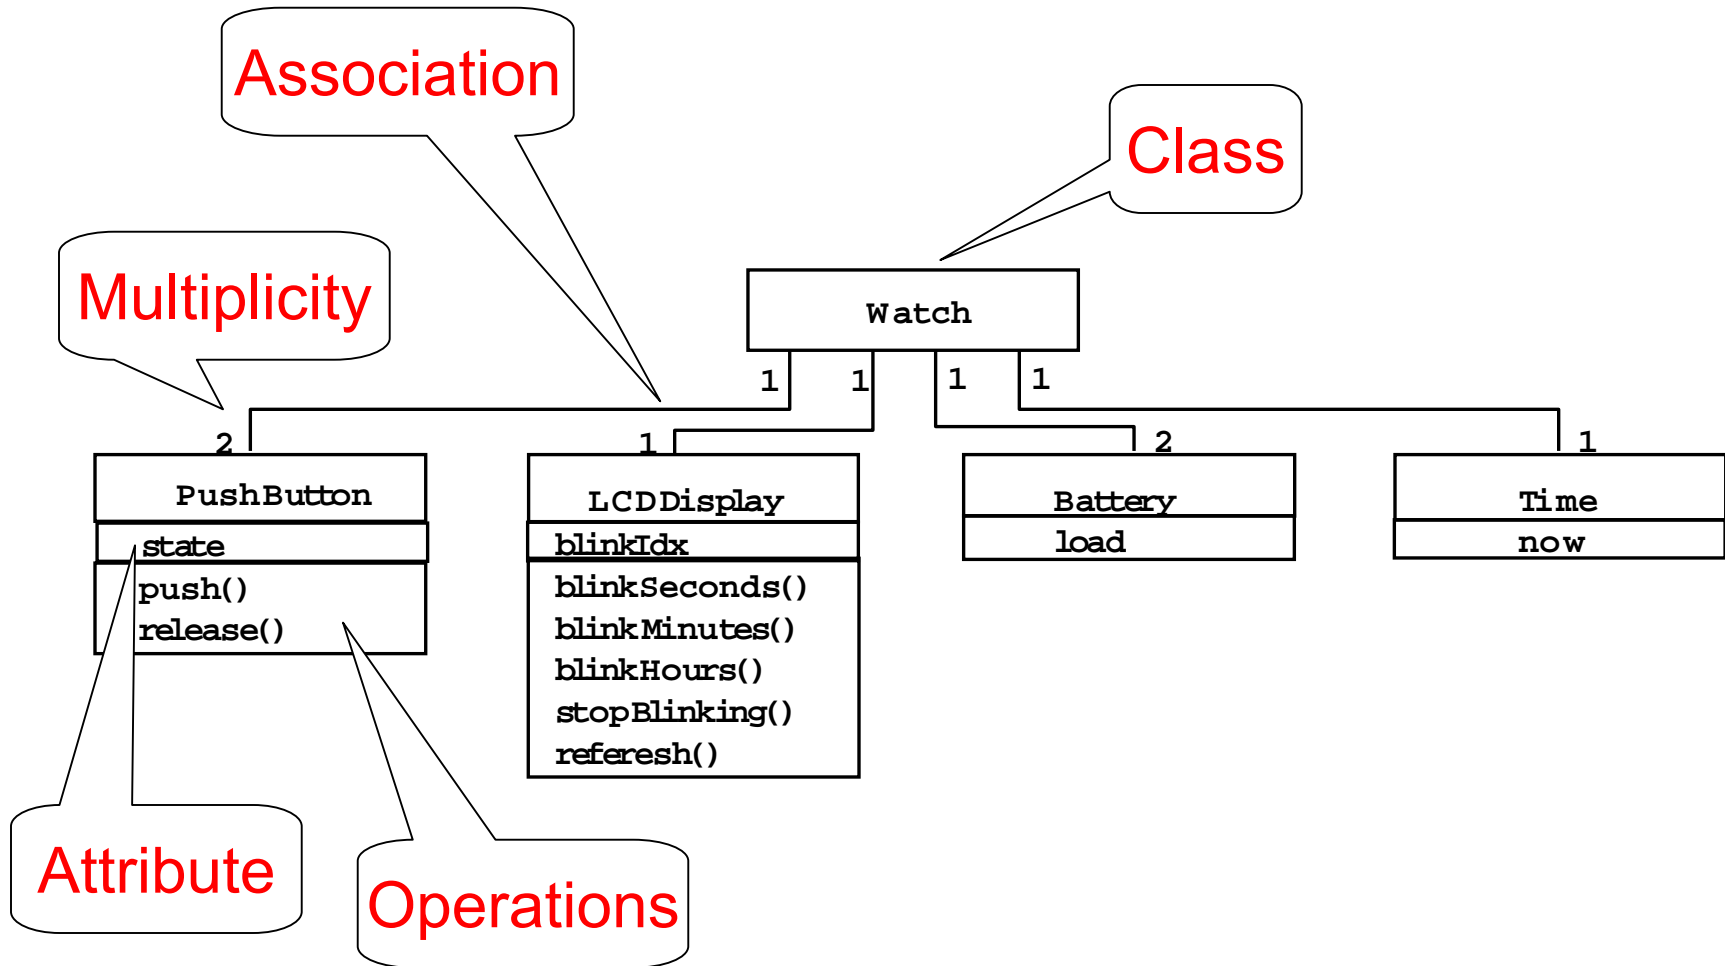 Association
Class
Multiplicity
Watch
1 1 1 1
2 1 2 1
PushButton
state
push()
release()
LCDDisplay
blinkIdx
blinkSeconds()
blinkMinutes()
blinkHours()
stopBlinking()
referesh()
Battery
load
Time
now
Attribute
Operations